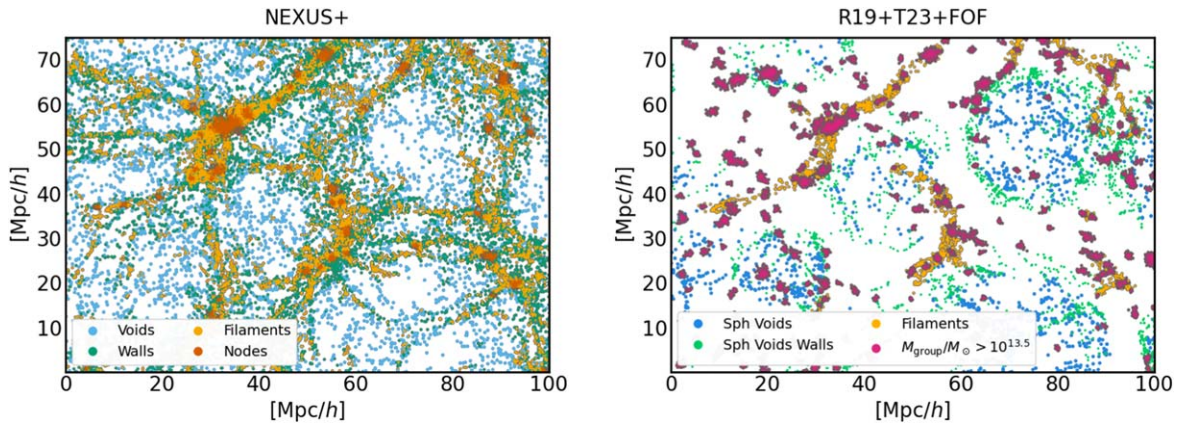 NEXUS+
[Mpc/h]
70
60
50
40
30
20
10
Voids
Walls
Filaments
Nodes
0 20 40 60 80 100
[Mpc/h]
R19+T23+FOF
[Mpc/h]
70
60
50
40
30
20
10
Sph Voids
Sph Voids Walls
Filaments
M_group/M_⊙ > 10^13.5
0 20 40 60 80 100
[Mpc/h]